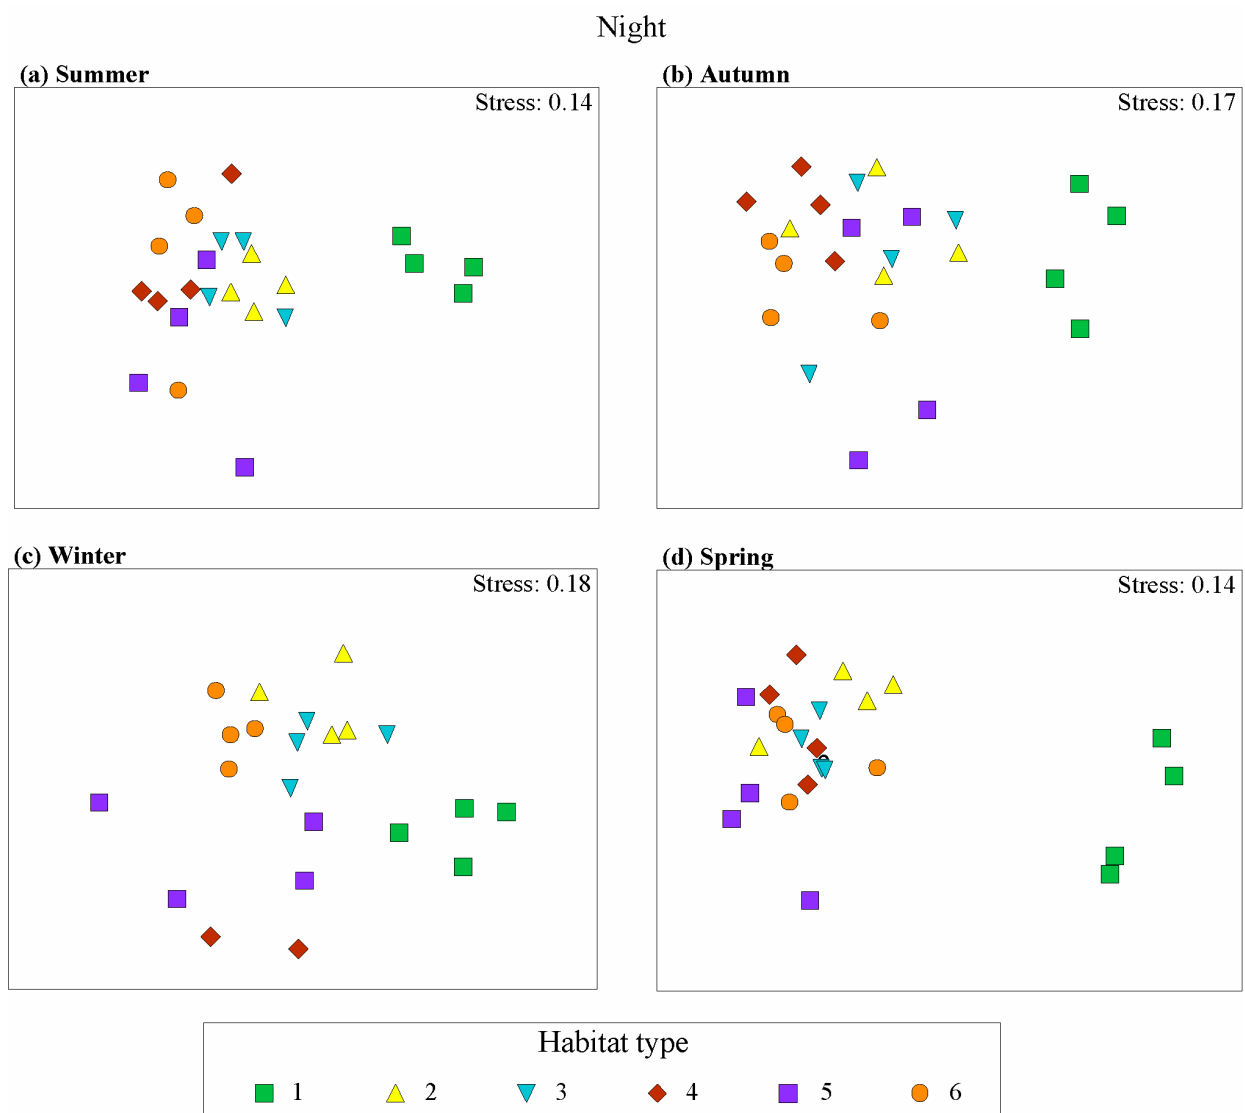 Night
(a) Summer
Stress: 0.14
(b) Autumn
Stress: 0.17
(c) Winter
Stress: 0.18
(d) Spring
Stress: 0.14
Habitat type
1 2 3 4 5 6